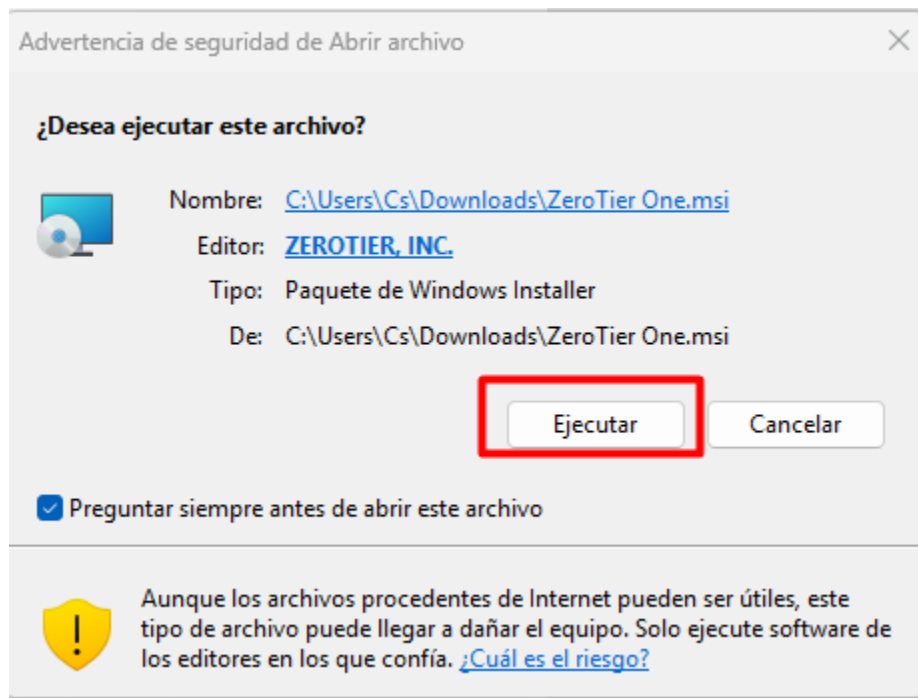 Advertencia de seguridad de Abrir archivo
¿Desea ejecutar este archivo?
Nombre: C:\Users\Cs\Downloads\ZeroTier One.msi
Editor: ZEROTIER, INC.
Tipo: Paquete de Windows Installer
De: C:\Users\Cs\Downloads\ZeroTier One.msi
Ejecutar Cancelar
Preguntar siempre antes de abrir este archivo
Aunque los archivos procedentes de Internet pueden ser útiles, este
tipo de archivo puede llegar a dañar el equipo. Solo ejecute software de
los editores en los que confía. ¿Cuál es el riesgo?